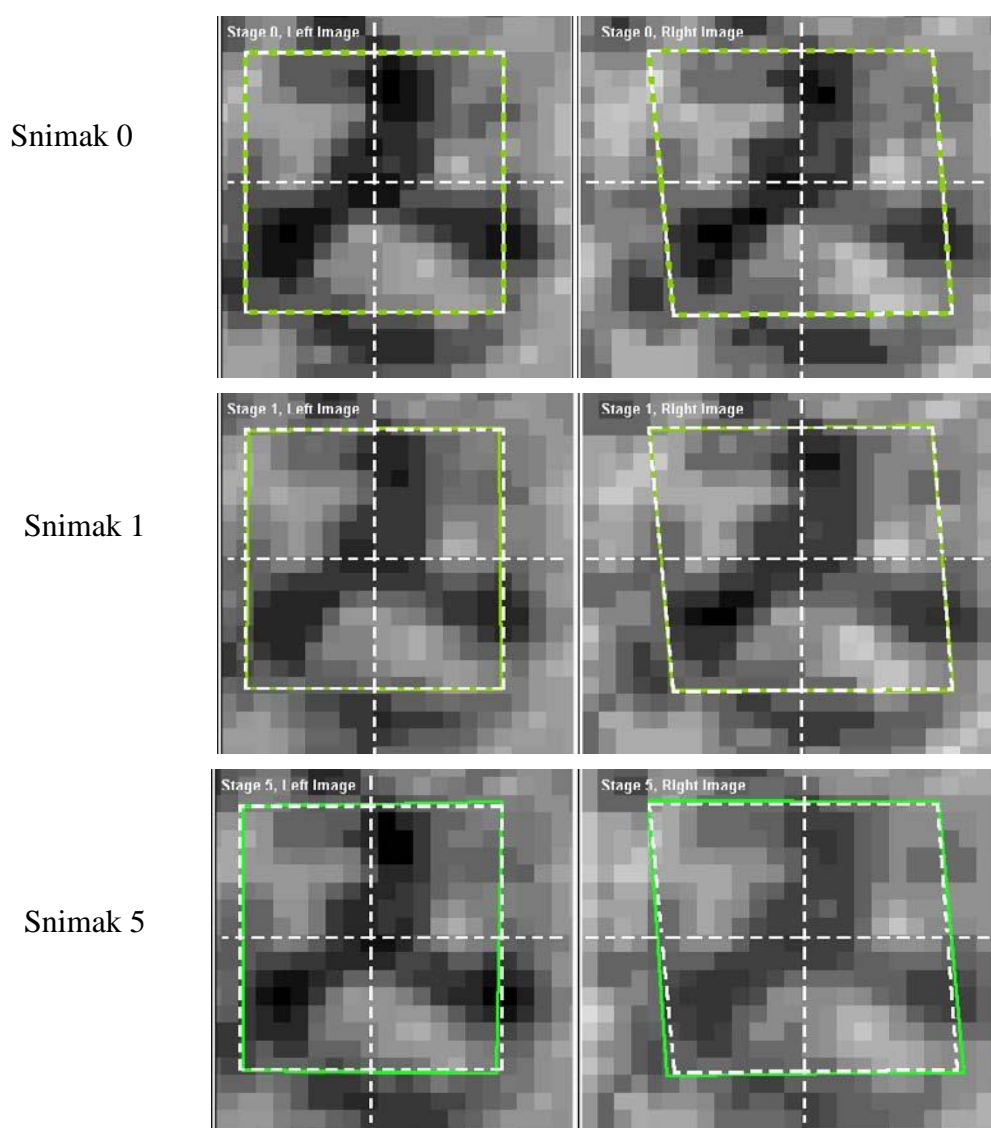 Stage 0, Left Image
Stage 0, Right Image
Snimak 0
Stage 1, Left Image
Stage 1, Right Image
Snimak 1
Stage 5, Left Image
Stage 5, Right Image
Snimak 5